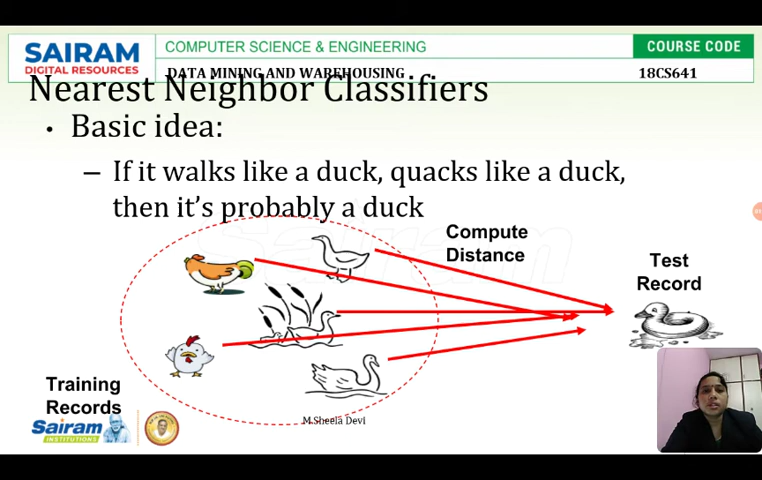 SAIRAM
DIGITAL RESOURCES
COMPUTER SCIENCE & ENGINEERING
COURSE CODE
DATA MINING AND WAREHOUSING
18CS641
Nearest Neighbor Classifiers
• Basic idea:
– If it walks like a duck, quacks like a duck,
then it's probably a duck
Sairam
Compute
Distance
Test
Record
Training
Records
Sairam
INSTITUTIONS
M.Sheela Devi